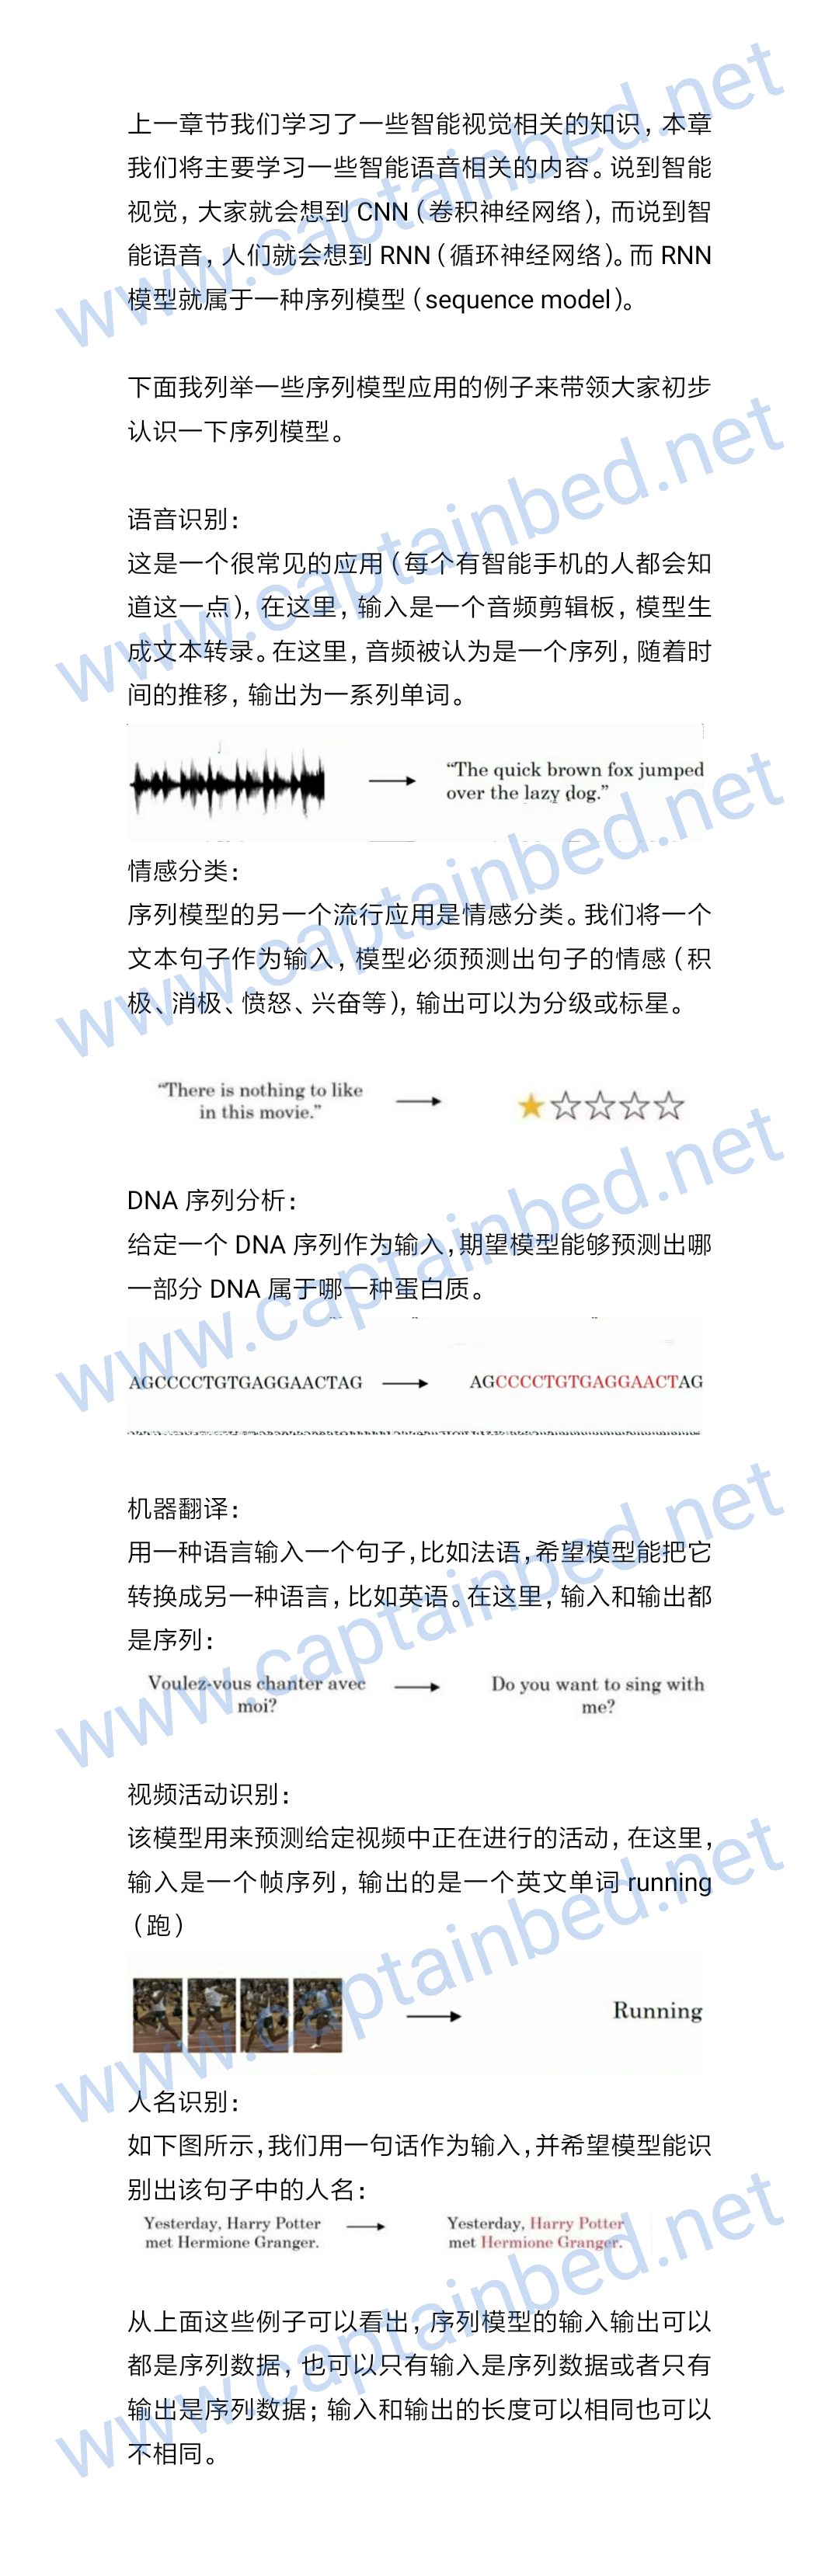 上一章节我们学习了一些智能视觉相关的知识，本章
我们将主要学习一些智能语音相关的内容。说到智能
视觉，大家就会想到 CNN（卷积神经网络），而说到智
能语音，人们就会想到 RNN（循环神经网络）。而 RNN
模型就属于一种序列模型（sequence model）。
下面我列举一些序列模型应用的例子来带领大家初步
认识一下序列模型。
语音识别：
这是一个很常见的应用（每个有智能手机的人都会知
道这一点），在这里，输入是一个音频剪辑板，模型生
成文本转录。在这里，音频被认为是一个序列，随着时
间的推移，输出为一系列单词。
“The quick brown fox jumped
over the lazy dog.”
情感分类：
序列模型的另一个流行应用是情感分类。我们将一个
文本句子作为输入，模型必须预测出句子的情感（积
极、消极、愤怒、兴奋等），输出可以为分级或标星。
“There is nothing to like
in this movie.”
DNA 序列分析：
给定一个 DNA 序列作为输入，期望模型能够预测出哪
一部分 DNA 属于哪一种蛋白质。
AGCCCCTGTGAGGAACTAG
AGCCCCTGTGAGGAACTAG
机器翻译：
用一种语言输入一个句子，比如法语，希望模型能把它
转换成另一种语言，比如英语。在这里，输入和输出都
是序列：
Voulez-vous chanter avec
moi?
Do you want to sing with
me?
视频活动识别：
该模型用来预测给定视频中正在进行的活动，在这里，
输入是一个帧序列，输出的是一个英文单词 running
（跑）
Running
人名识别：
如下图所示，我们用一句话作为输入，并希望模型能识
别出该句子中的人名：
Yesterday, Harry Potter
met Hermione Granger.
Yesterday, Harry Potter
met Hermione Granger.
从上面这些例子可以看出，序列模型的输入输出可以
都是序列数据，也可以只有输入是序列数据或者只有
输出是序列数据；输入和输出的长度可以相同也可以
不相同。
www.captainbed.net
www.captainbed.net
www.captainbed.net
www.captainbed.net
www.captainbed.net
www.captainbed.net
www.captainbed.net